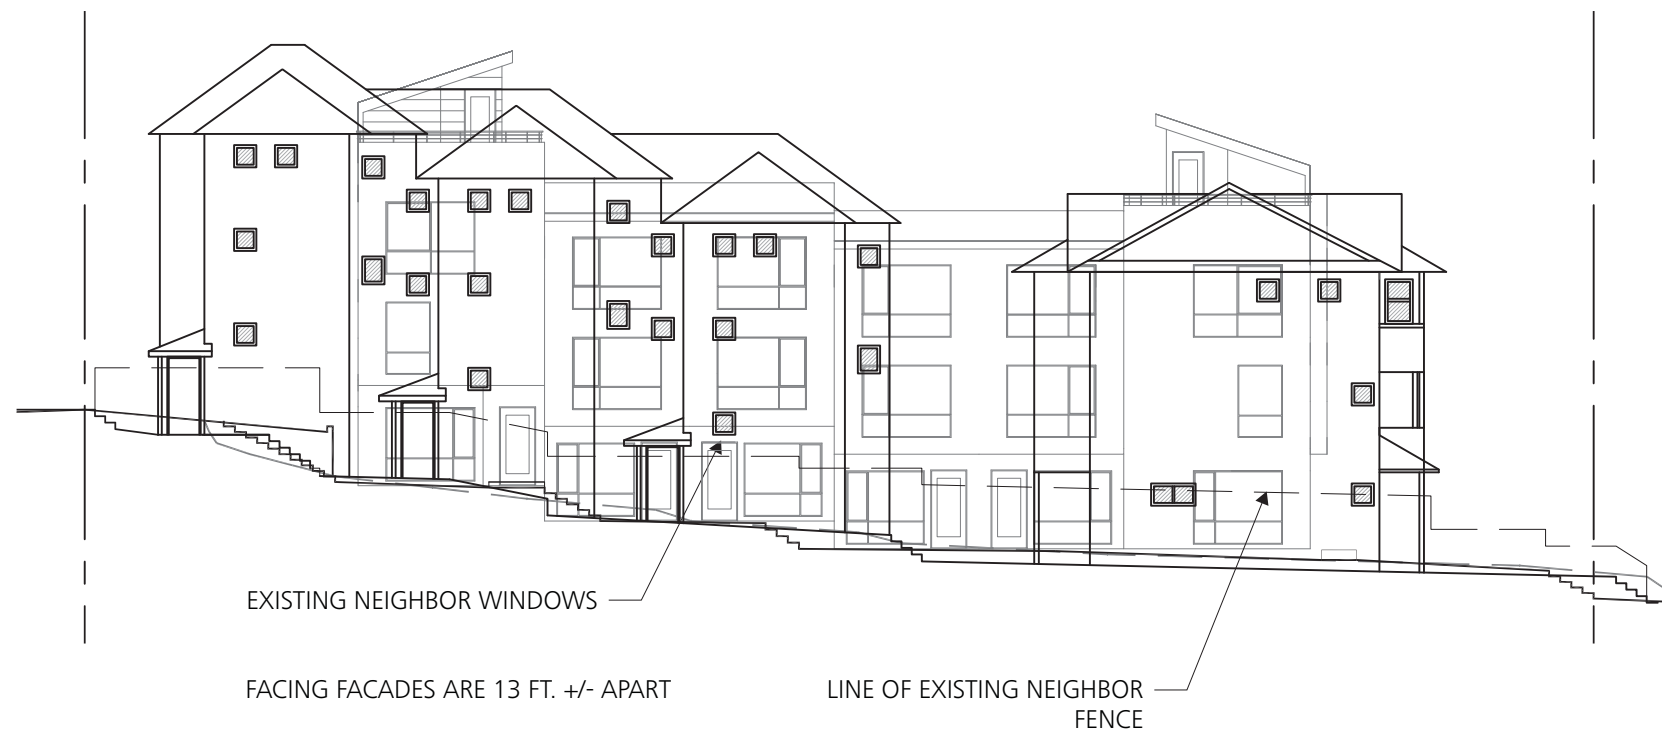 EXISTING NEIGHBOR WINDOWS
FACING FACADES ARE 13 FT. +/- APART
LINE OF EXISTING NEIGHBOR
FENCE